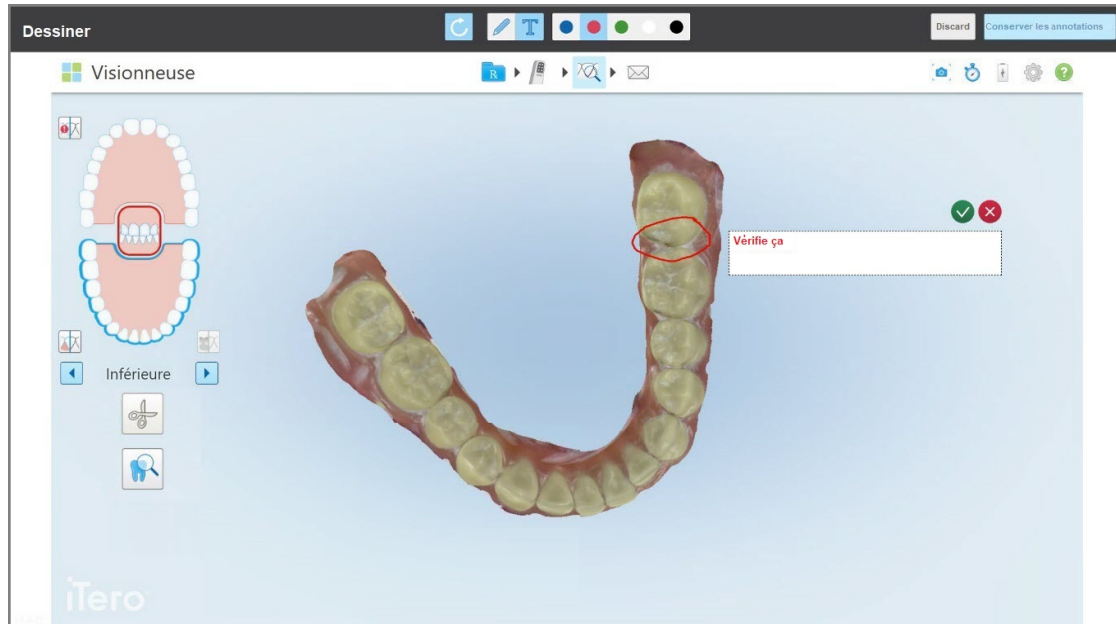 Dessiner
T
Discard
Conserver les annotations
Visionneuse
R
Vérifie ça
Inférieure
iTero